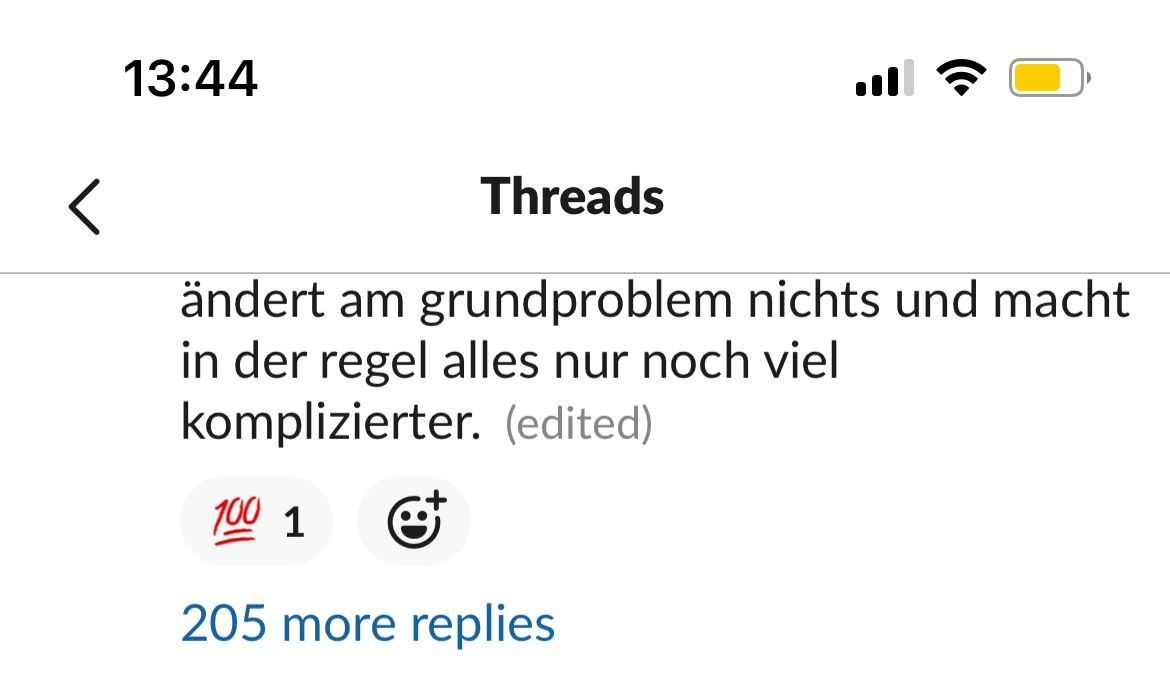 13:44
Threads
ändert am grundproblem nichts und macht
in der regel alles nur noch viel
komplizierter. (edited)
💯 1
205 more replies